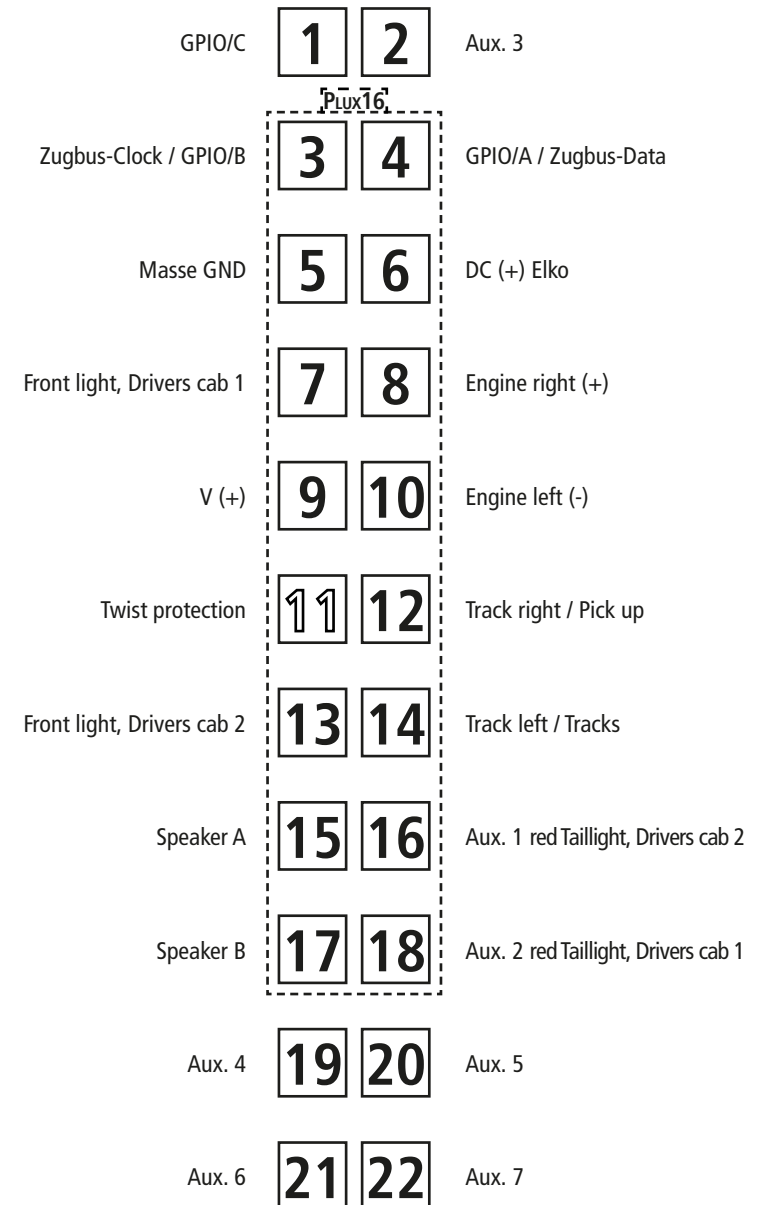 GPIO/C 1 2 Aux. 3
PLUX16
Zugbus-Clock / GPIO/B 3 4 GPIO/A / Zugbus-Data
Masse GND 5 6 DC (+) Elko
Front light, Drivers cab 1 7 8 Engine right (+)
V (+) 9 10 Engine left (-)
Twist protection 11 12 Track right / Pick up
Front light, Drivers cab 2 13 14 Track left / Tracks
Speaker A 15 16 Aux. 1 red Taillight, Drivers cab 2
Speaker B 17 18 Aux. 2 red Taillight, Drivers cab 1
Aux. 4 19 20 Aux. 5
Aux. 6 21 22 Aux. 7